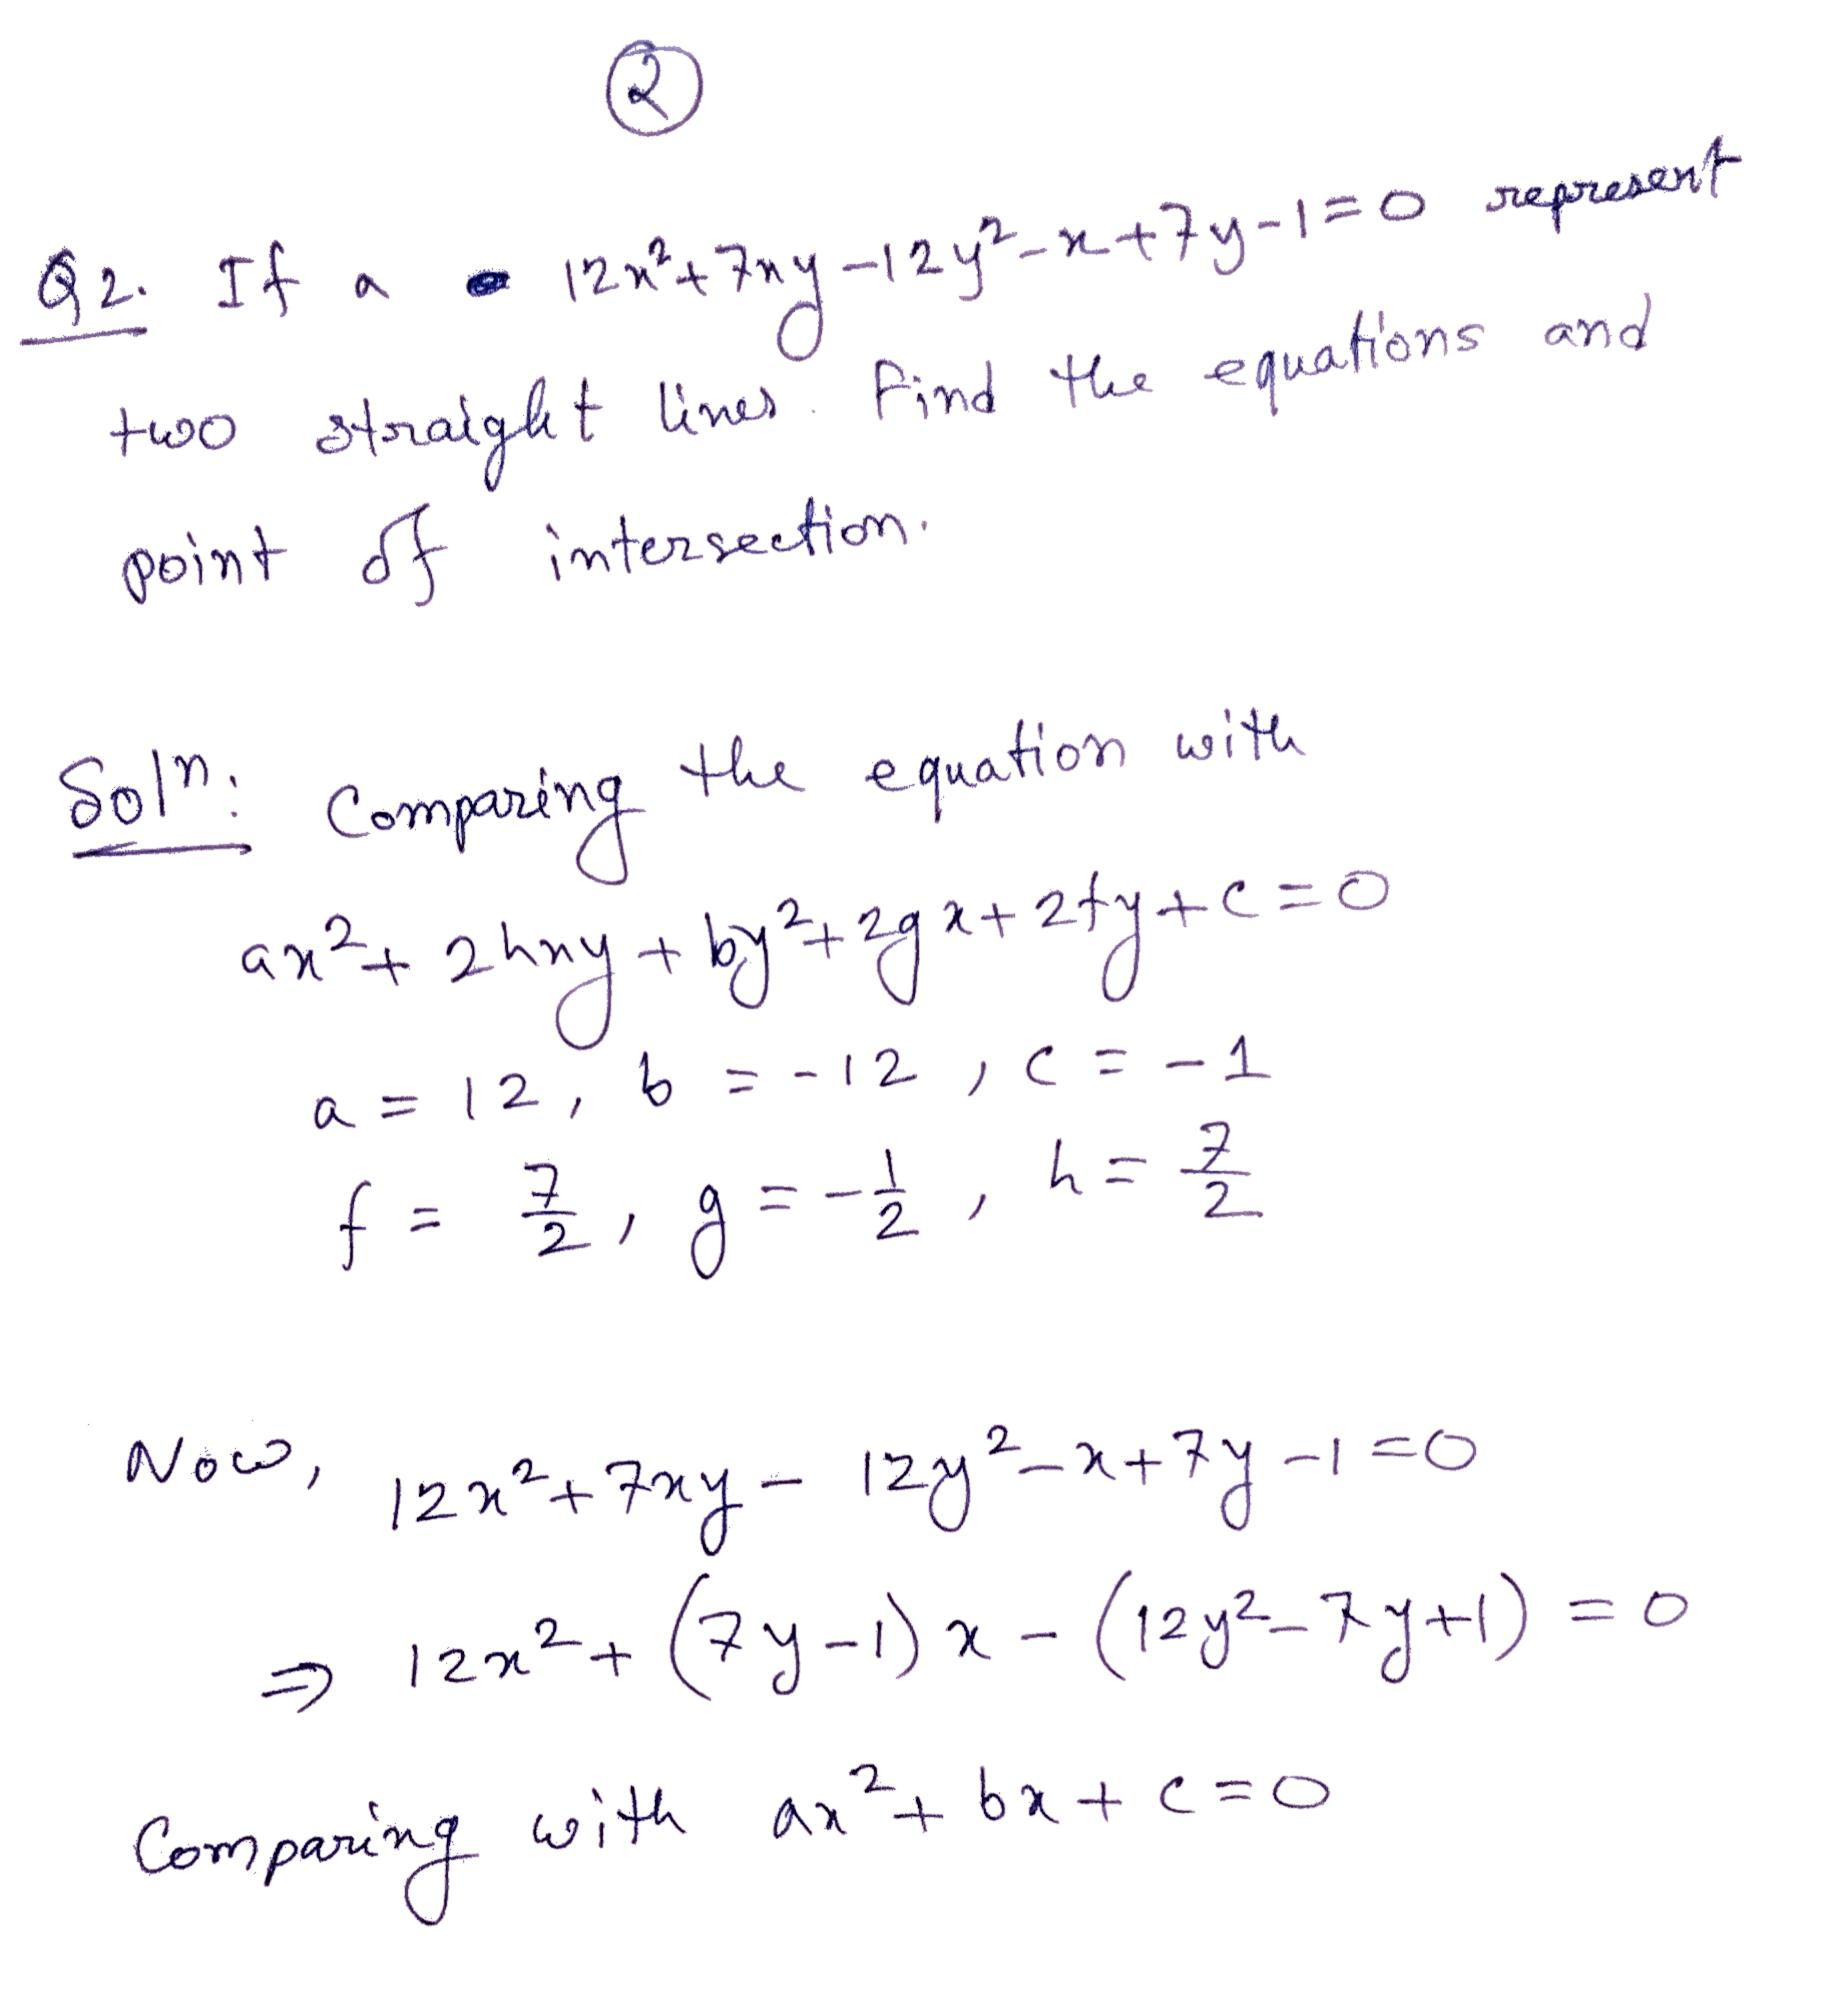 2
Q2. If a 12x²+7xy-12y²-x+7y-1=0 represent
two straight lines. Find the equations and
point of intersection.
Solⁿ: Comparing the equation with
ax²+ 2hxy + by²+2gx+2fy+c=0
a = 12, b = -12, c = -1
f = 7/2, g = -1/2, h = 7/2
Now, 12x²+7xy - 12y²-x+7y-1=0
⇒ 12x²+(7y-1)x-(12y²-7y+1)=0
Comparing with ax²+bx+c=0